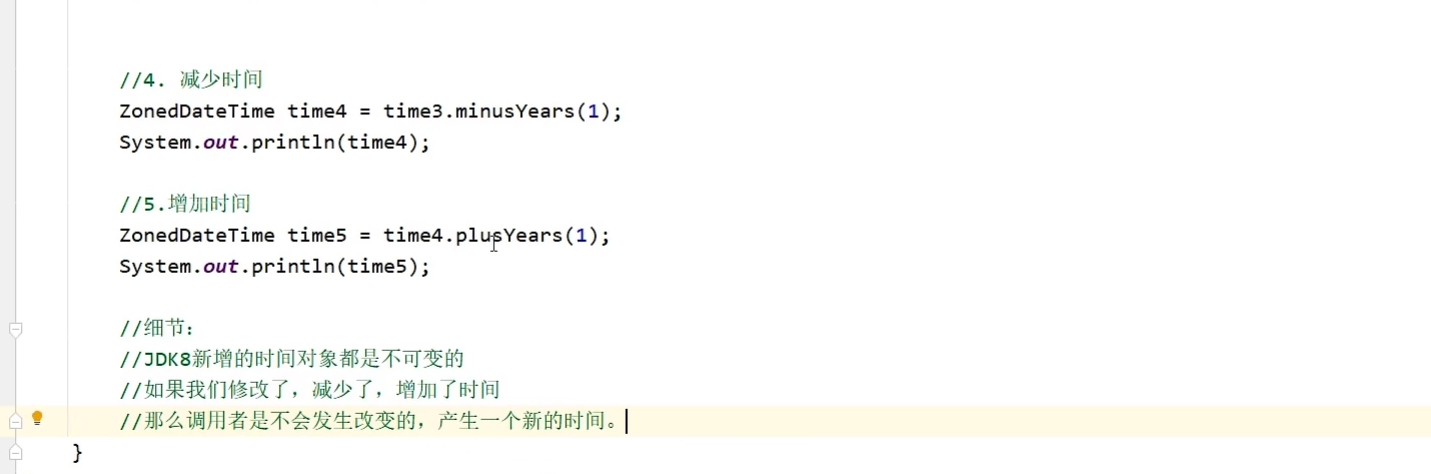 //4. 减少时间
ZonedDateTime time4 = time3.minusYears(1);
System.out.println(time4);
//5.增加时间
ZonedDateTime time5 = time4.plusYears(1);
System.out.println(time5);
//细节：
//JDK8新增的时间对象都是不可变的
//如果我们修改了，减少了，增加了时间
//那么调用者是不会发生改变的，产生一个新的时间。
}